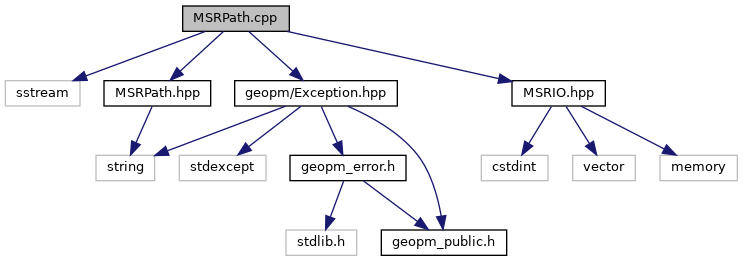 MSRPath.cpp
sstream
MSRPath.hpp
geopm/Exception.hpp
MSRIO.hpp
string
stdexcept
geopm_error.h
cstdint
vector
memory
stdlib.h
geopm_public.h